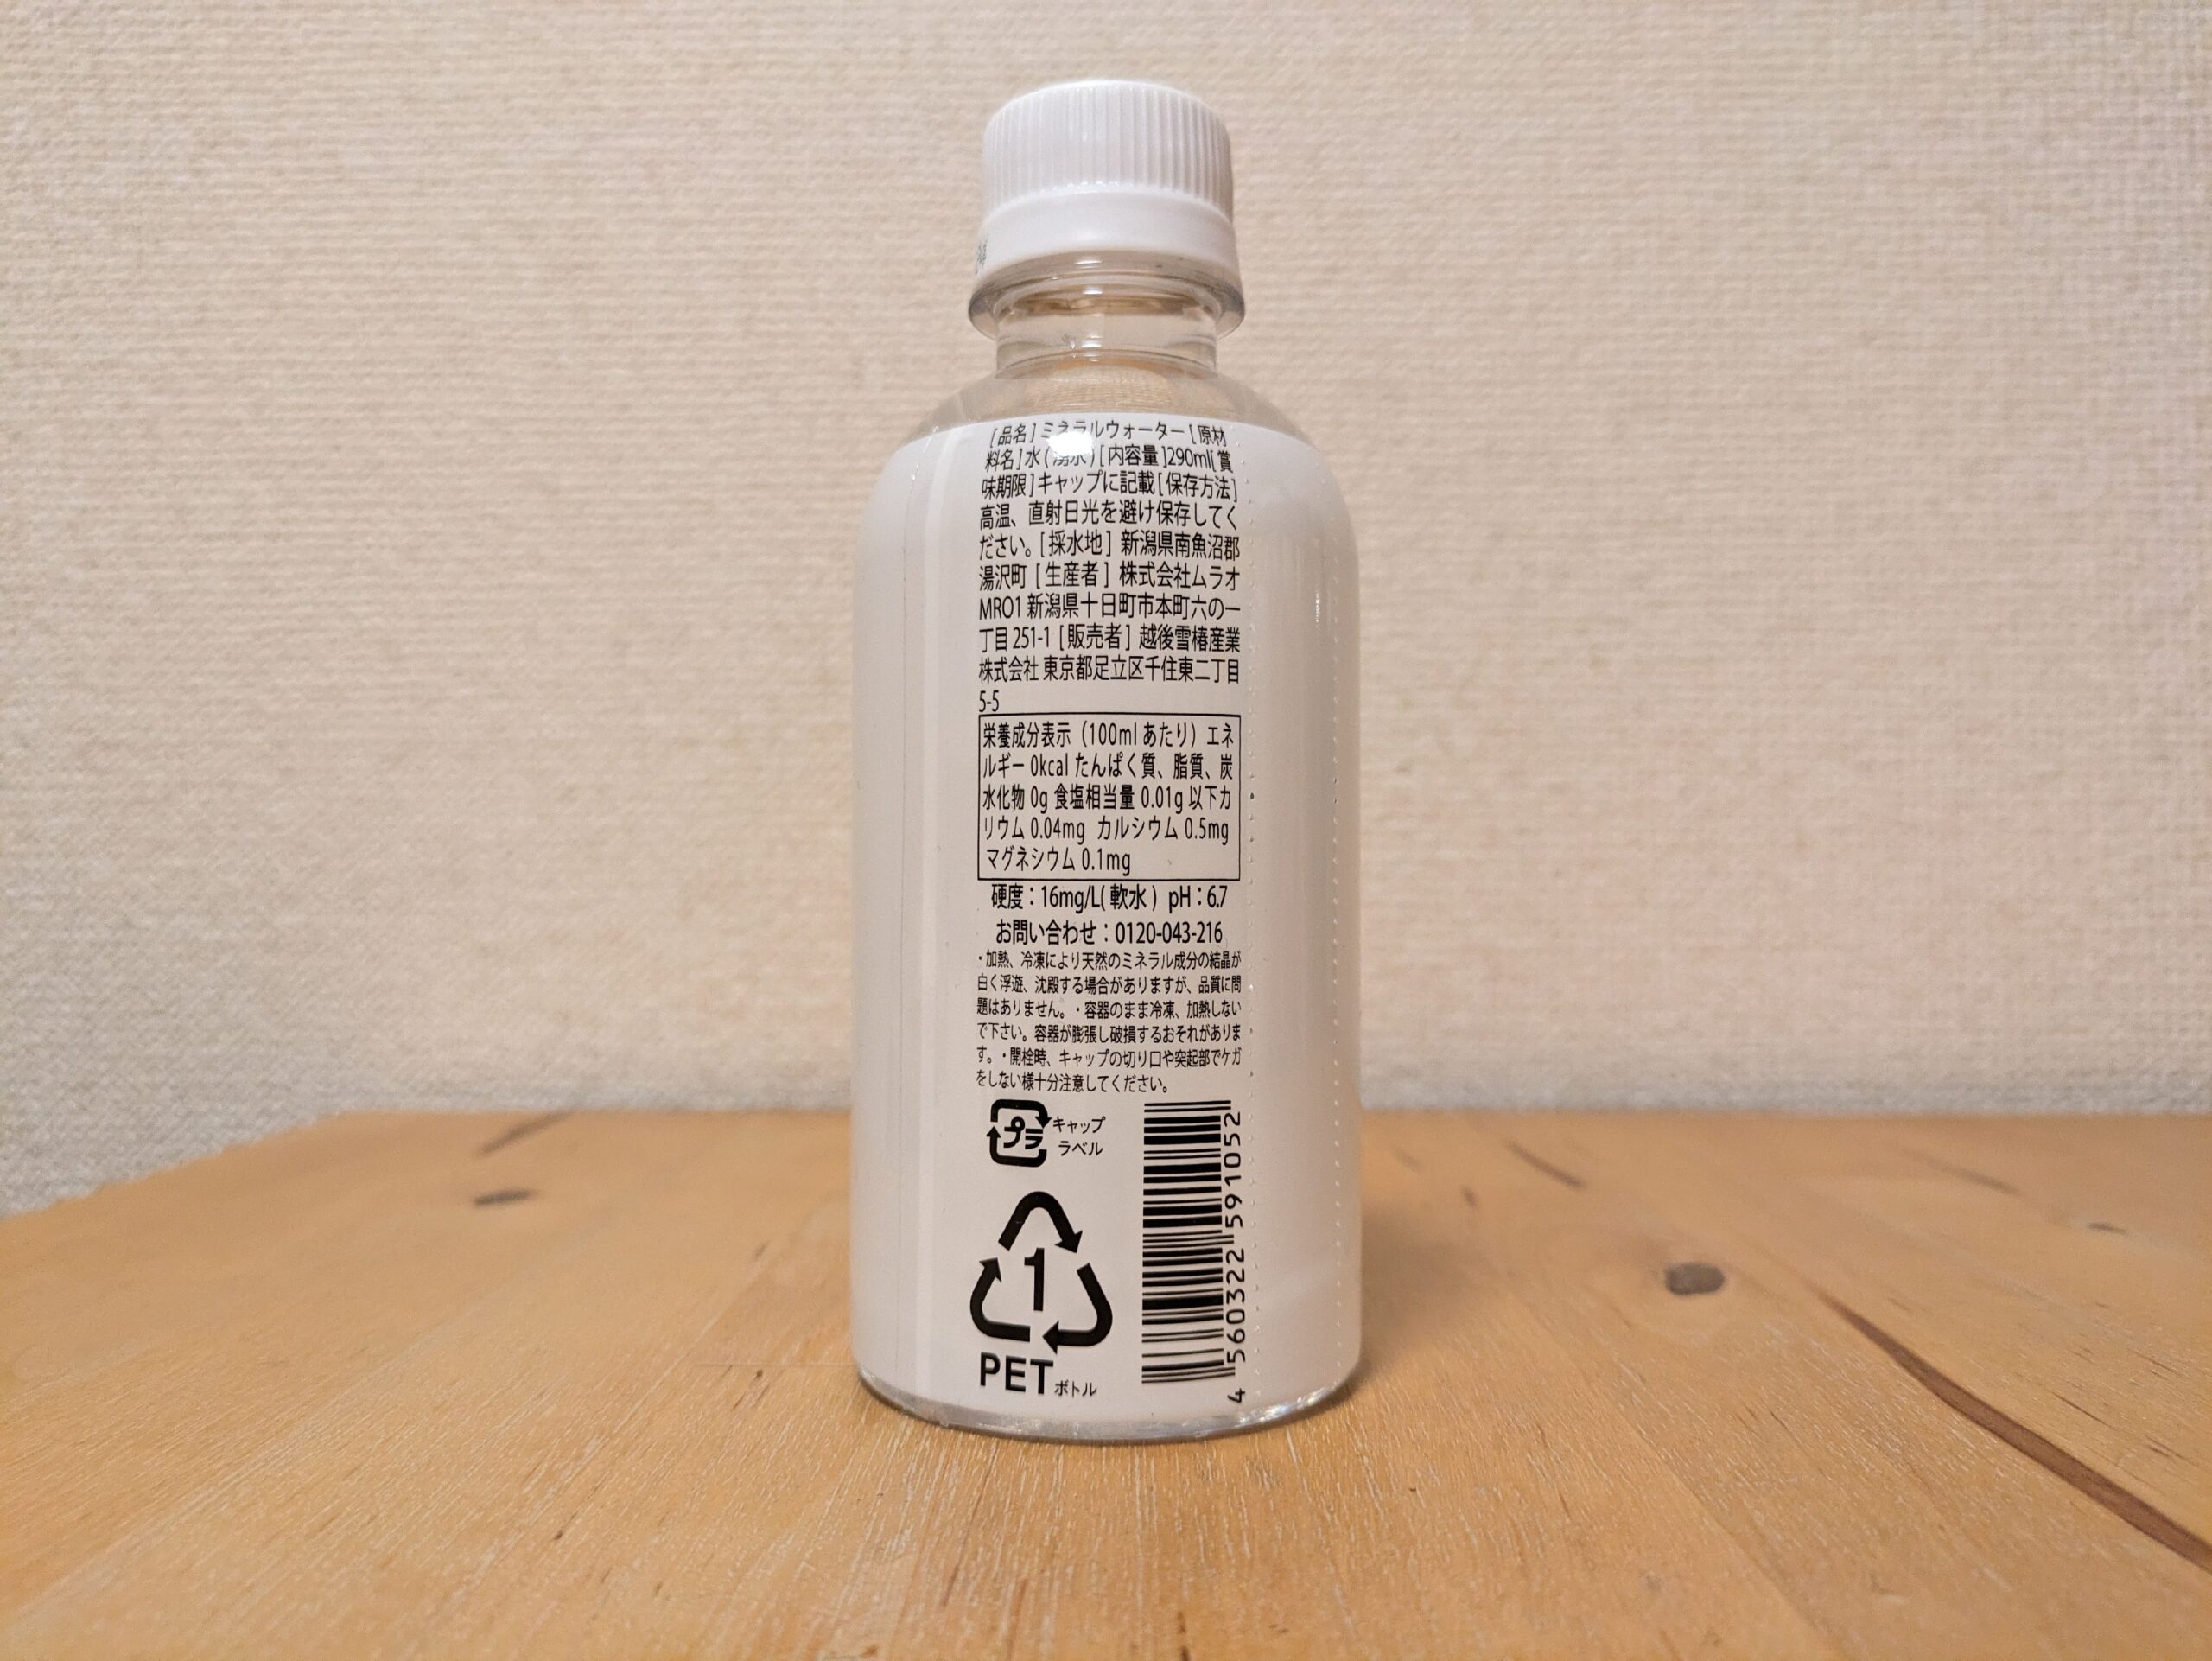 [品名]ミネラルウォーター[原材
料名]水(湧水)[内容量]290ml[賞
味期限]キャップに記載[保存方法]
高温、直射日光を避け保存してく
ださい。[採水地] 新潟県南魚沼郡
湯沢町 [生産者] 株式会社ムラオ
MRO1 新潟県十日町市本町六の一
丁目 251-1 [販売者] 越後雪椿産業
株式会社 東京都足立区千住東二丁目
5-5
栄養成分表示（100ml あたり）エネ
ルギー 0kcal たんぱく質、脂質、炭
水化物 0g 食塩相当量 0.01g 以下カ
リウム 0.04mg カルシウム 0.5mg
マグネシウム 0.1mg
硬度：16mg/L(軟水) pH：6.7
お問い合わせ：0120-043-216
・加熱、冷凍により天然のミネラル成分の結晶が
白く浮遊、沈殿する場合がありますが、品質に問
題はありません。・容器のまま冷凍、加熱しない
で下さい。容器が膨張し破損するおそれがありま
す。・開栓時、キャップの切り口や突起部でケガ
をしない様十分注意してください。
プラ
キャップ
ラベル
1
PETボトル
4 560322 591052